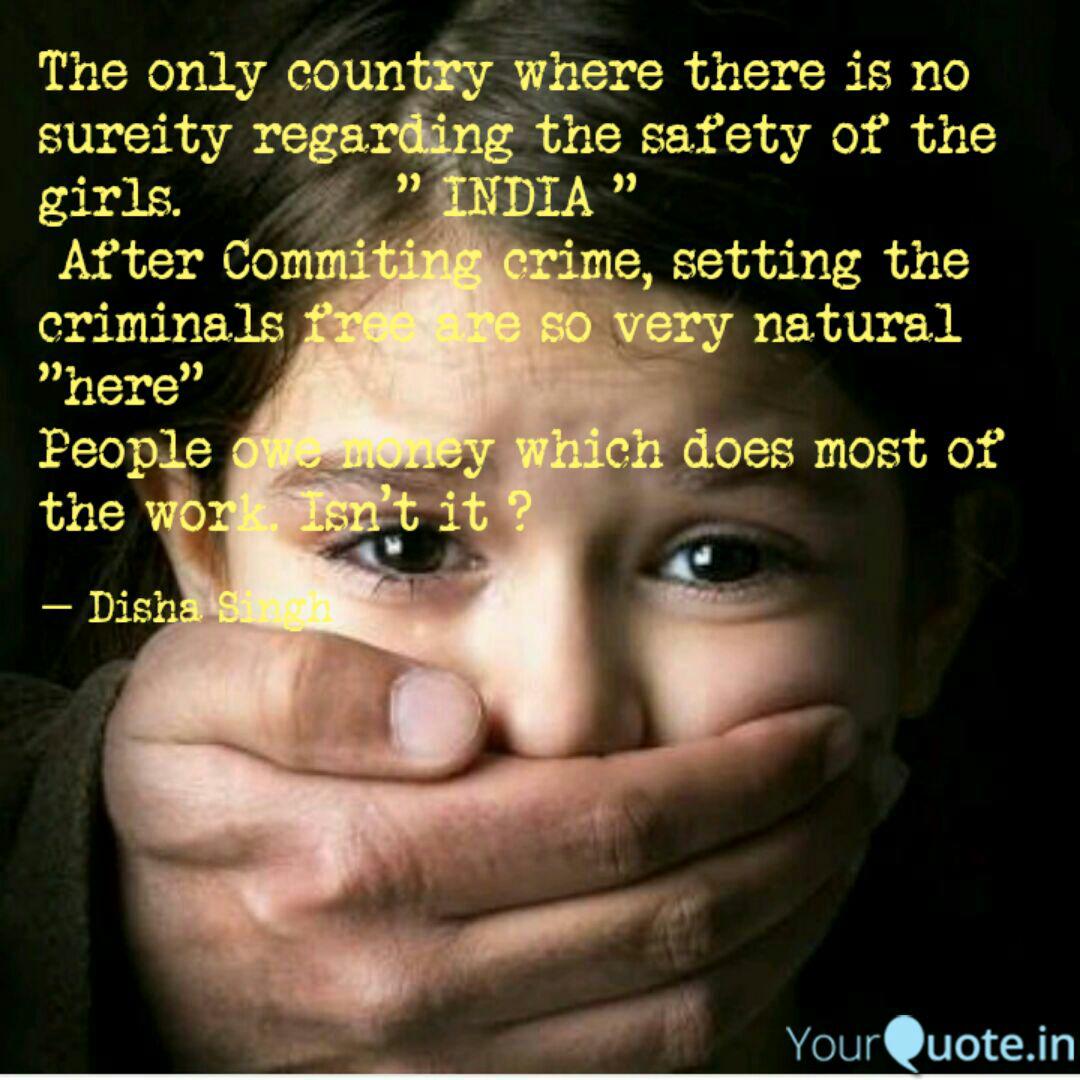 The only country where there is no
sureity regarding the safety of the
girls. " INDIA "
After Commiting crime, setting the
criminals free are so very natural
"here"
People owe money which does most of
the work. Isn't it ?
— Disha Singh
YourQuote.in